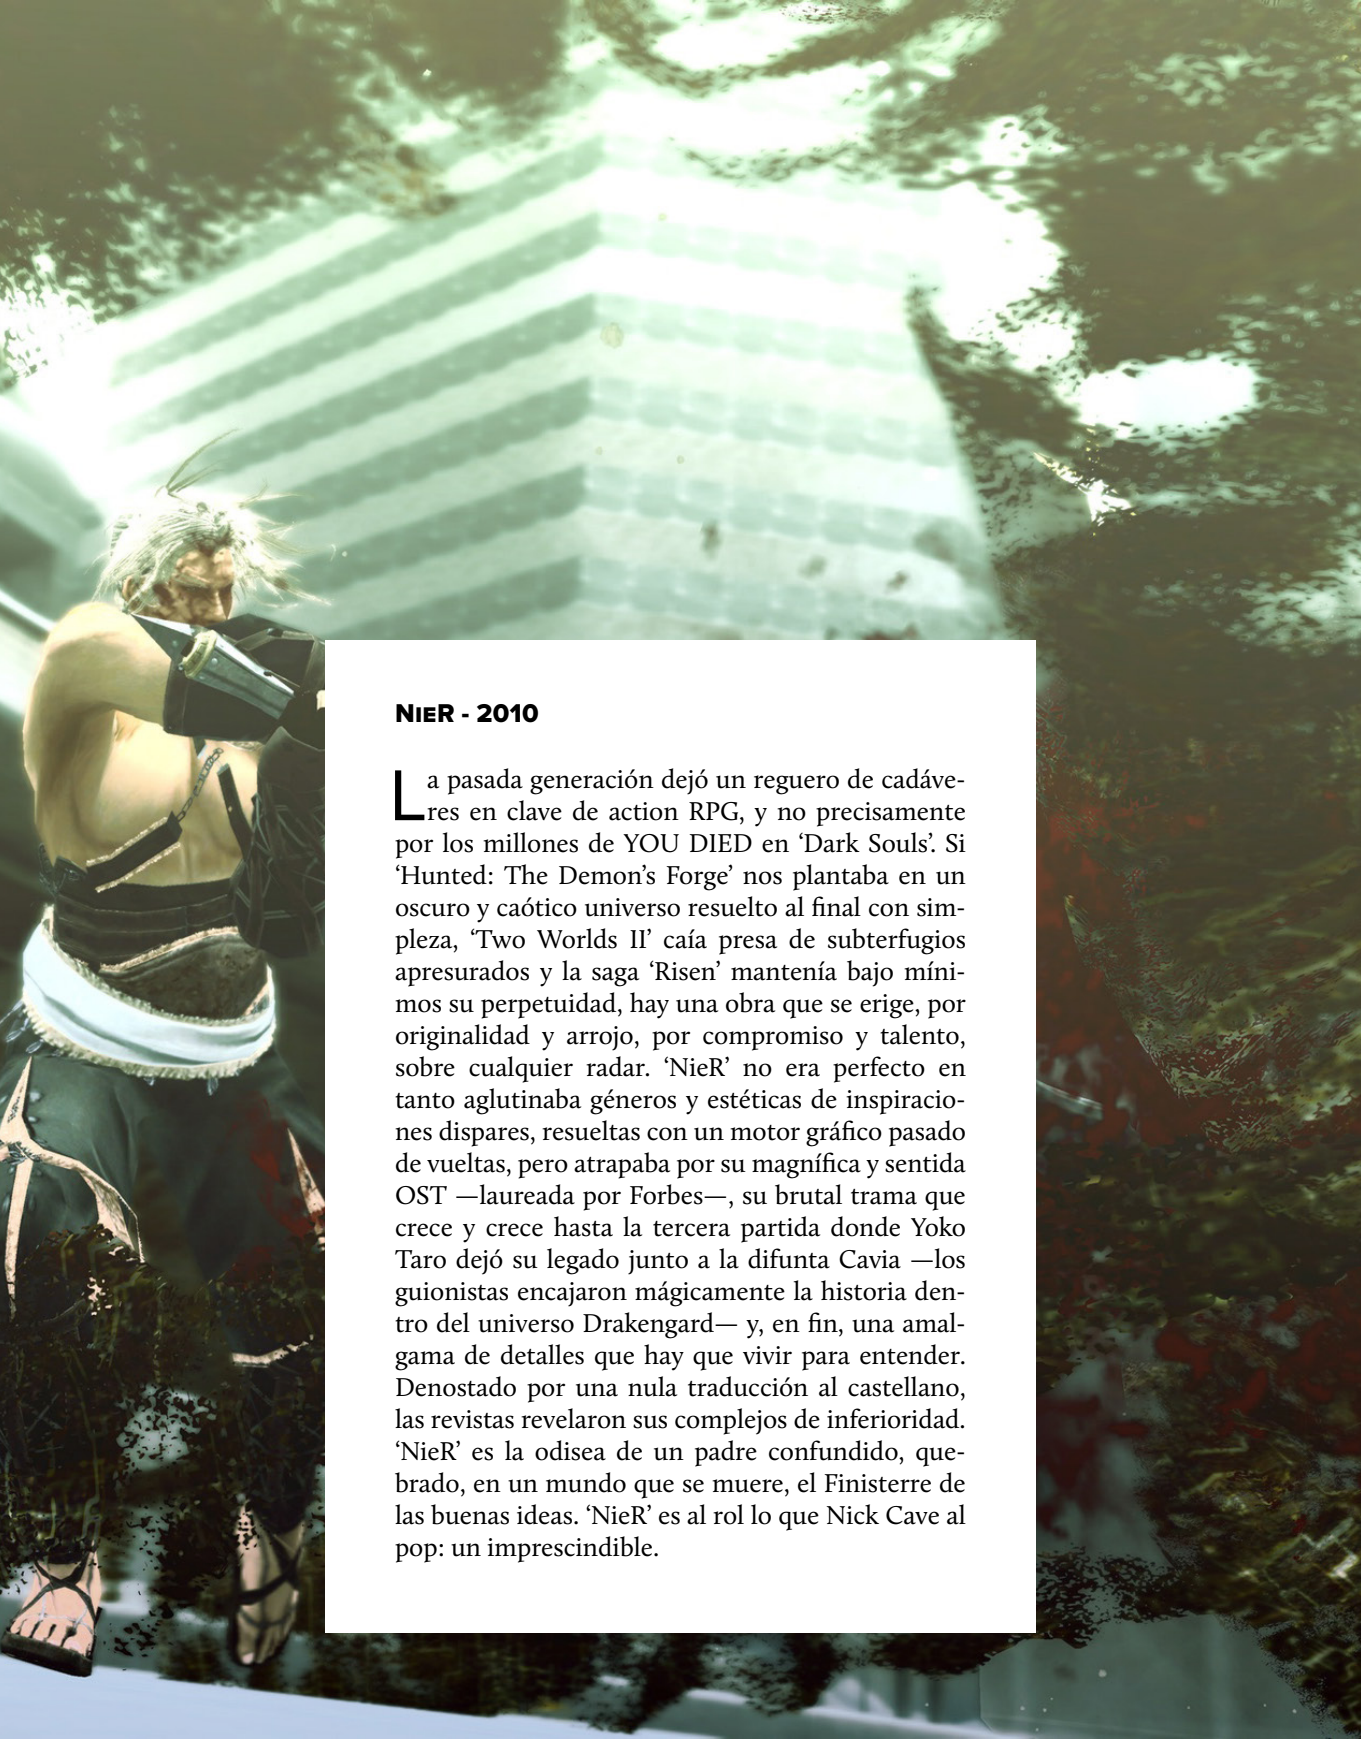 NIER - 2010
La pasada generación dejó un reguero de cadáve-
res en clave de action RPG, y no precisamente
por los millones de YOU DIED en ‘Dark Souls’. Si
‘Hunted: The Demon’s Forge’ nos plantaba en un
oscuro y caótico universo resuelto al final con sim-
pleza, ‘Two Worlds II’ caía presa de subterfugios
apresurados y la saga ‘Risen’ mantenía bajo míni-
mos su perpetuidad, hay una obra que se erige, por
originalidad y arrojo, por compromiso y talento,
sobre cualquier radar. ‘NieR’ no era perfecto en
tanto aglutinaba géneros y estéticas de inspiracio-
nes dispares, resueltas con un motor gráfico pasado
de vueltas, pero atrapaba por su magnífica y sentida
OST —laureada por Forbes—, su brutal trama que
crece y crece hasta la tercera partida donde Yoko
Taro dejó su legado junto a la difunta Cavia —los
guionistas encajaron mágicamente la historia den-
tro del universo Drakengard— y, en fin, una amal-
gama de detalles que hay que vivir para entender.
Denostado por una nula traducción al castellano,
las revistas revelaron sus complejos de inferioridad.
‘NieR’ es la odisea de un padre confundido, que-
brado, en un mundo que se muere, el Finisterre de
las buenas ideas. ‘NieR’ es al rol lo que Nick Cave al
pop: un imprescindible.